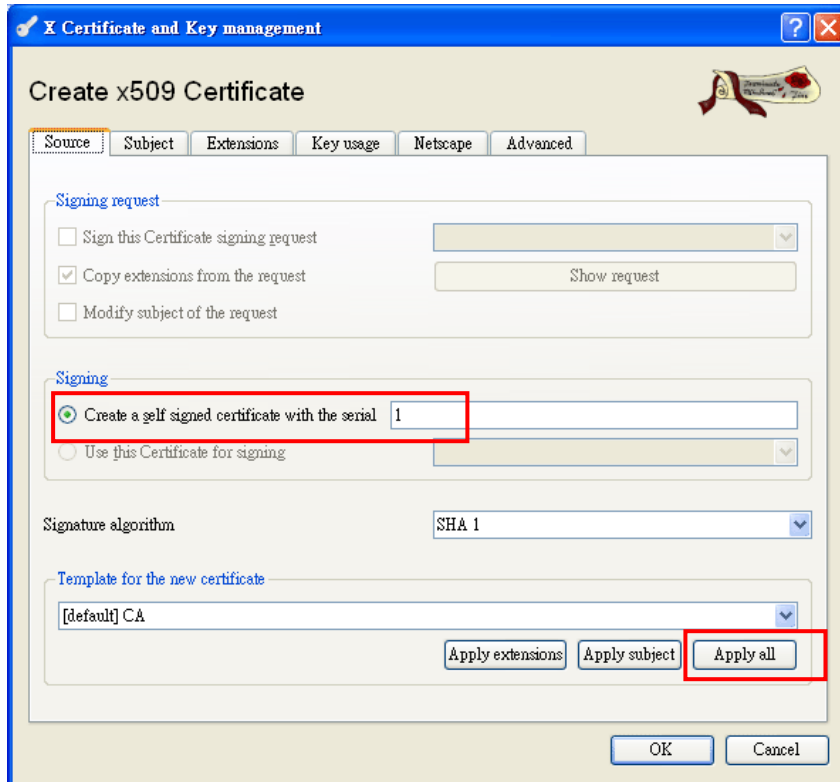 X Certificate and Key management
Create x509 Certificate
Source Subject Extensions Key usage Netscape Advanced
Signing request
Sign this Certificate signing request
Copy extensions from the request Show request
Modify subject of the request
Signing
Create a self signed certificate with the serial 1
Use this Certificate for signing
Signature algorithm SHA 1
Template for the new certificate
[default] CA
Apply extensions Apply subject Apply all
OK Cancel